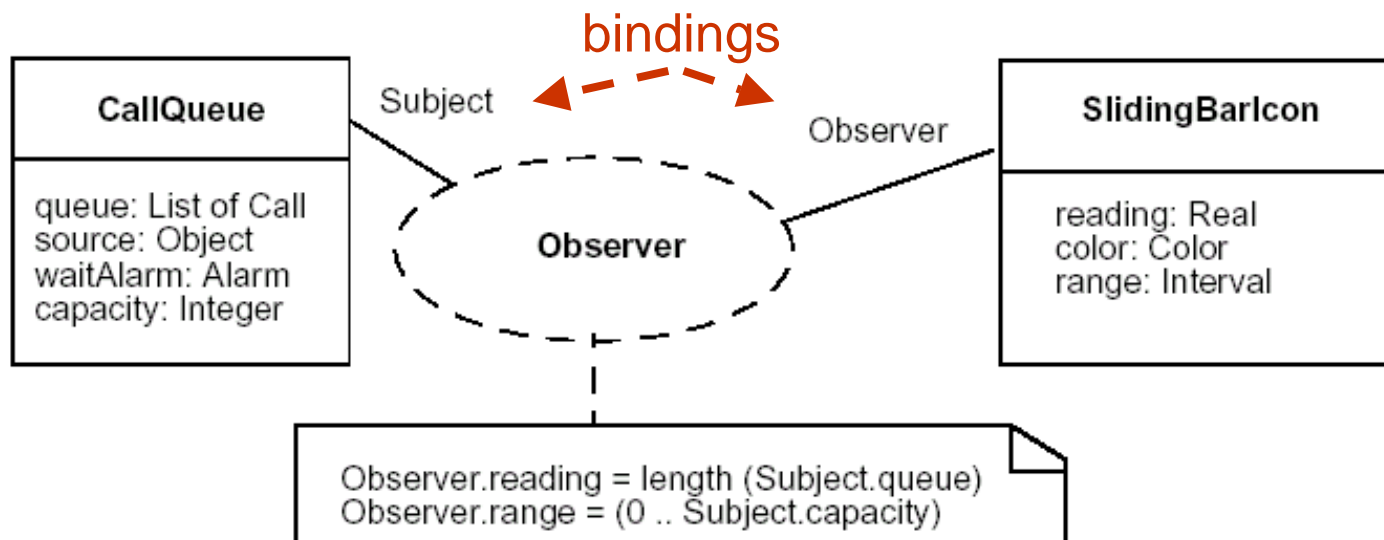 bindings
CallQueue
queue: List of Call
source: Object
waitAlarm: Alarm
capacity: Integer
Subject
Observer
Observer
SlidingBarIcon
reading: Real
color: Color
range: Interval
Observer.reading = length (Subject.queue)
Observer.range = (0 .. Subject.capacity)